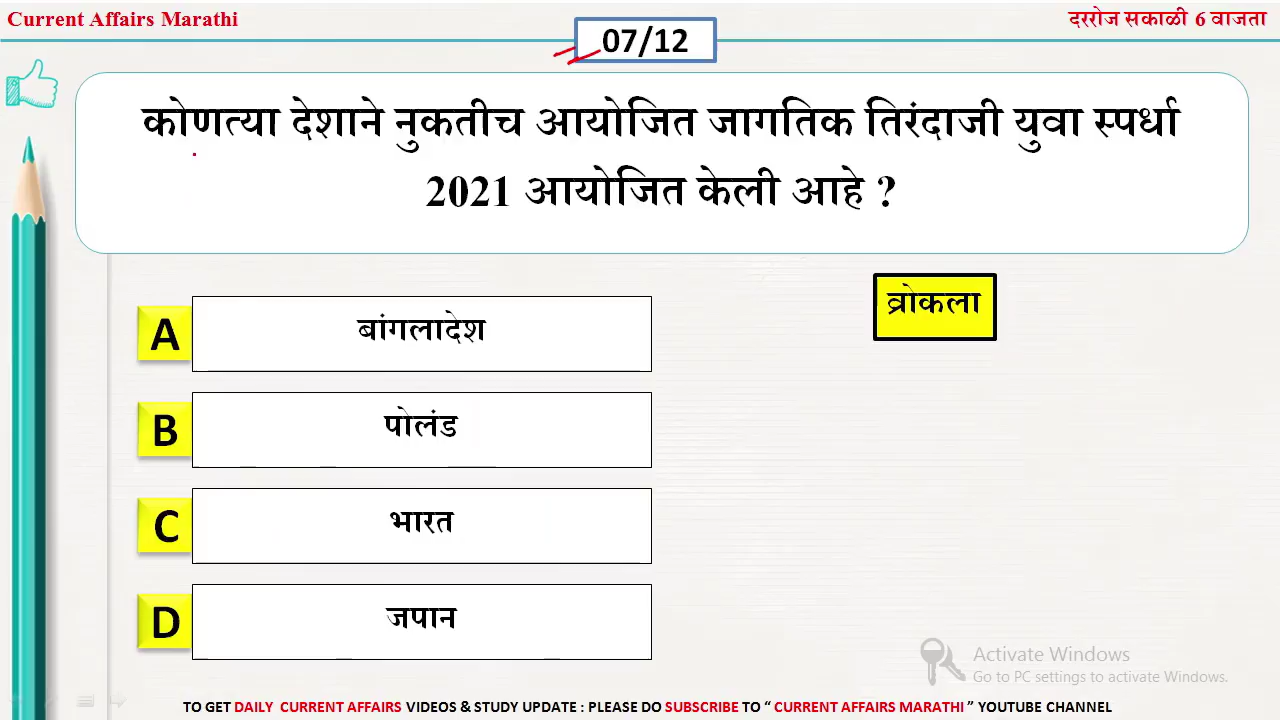 Current Affairs Marathi
दररोज सकाळी 6 वाजता
07/12
कोणत्या देशाने नुकतीच आयोजित जागतिक तिरंदाजी युवा स्पर्धा
2021 आयोजित केली आहे ?
व्रोकला
A बांगलादेश
B पोलंड
C भारत
D जपान
Activate Windows
Go to PC settings to activate Windows.
TO GET DAILY CURRENT AFFAIRS VIDEOS & STUDY UPDATE : PLEASE DO SUBSCRIBE TO “ CURRENT AFFAIRS MARATHI ” YOUTUBE CHANNEL